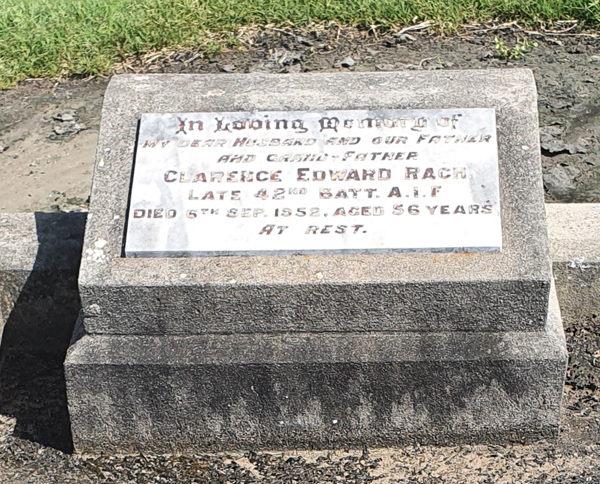 In Loving Memory of
MY DEAR HUSBAND AND OUR FATHER
AND GRAND-FATHER
CLARENCE EDWARD RACH
LATE 42ND BATT. A.I.F
DIED 6TH SEP. 1952, AGED 56 YEARS
AT REST.